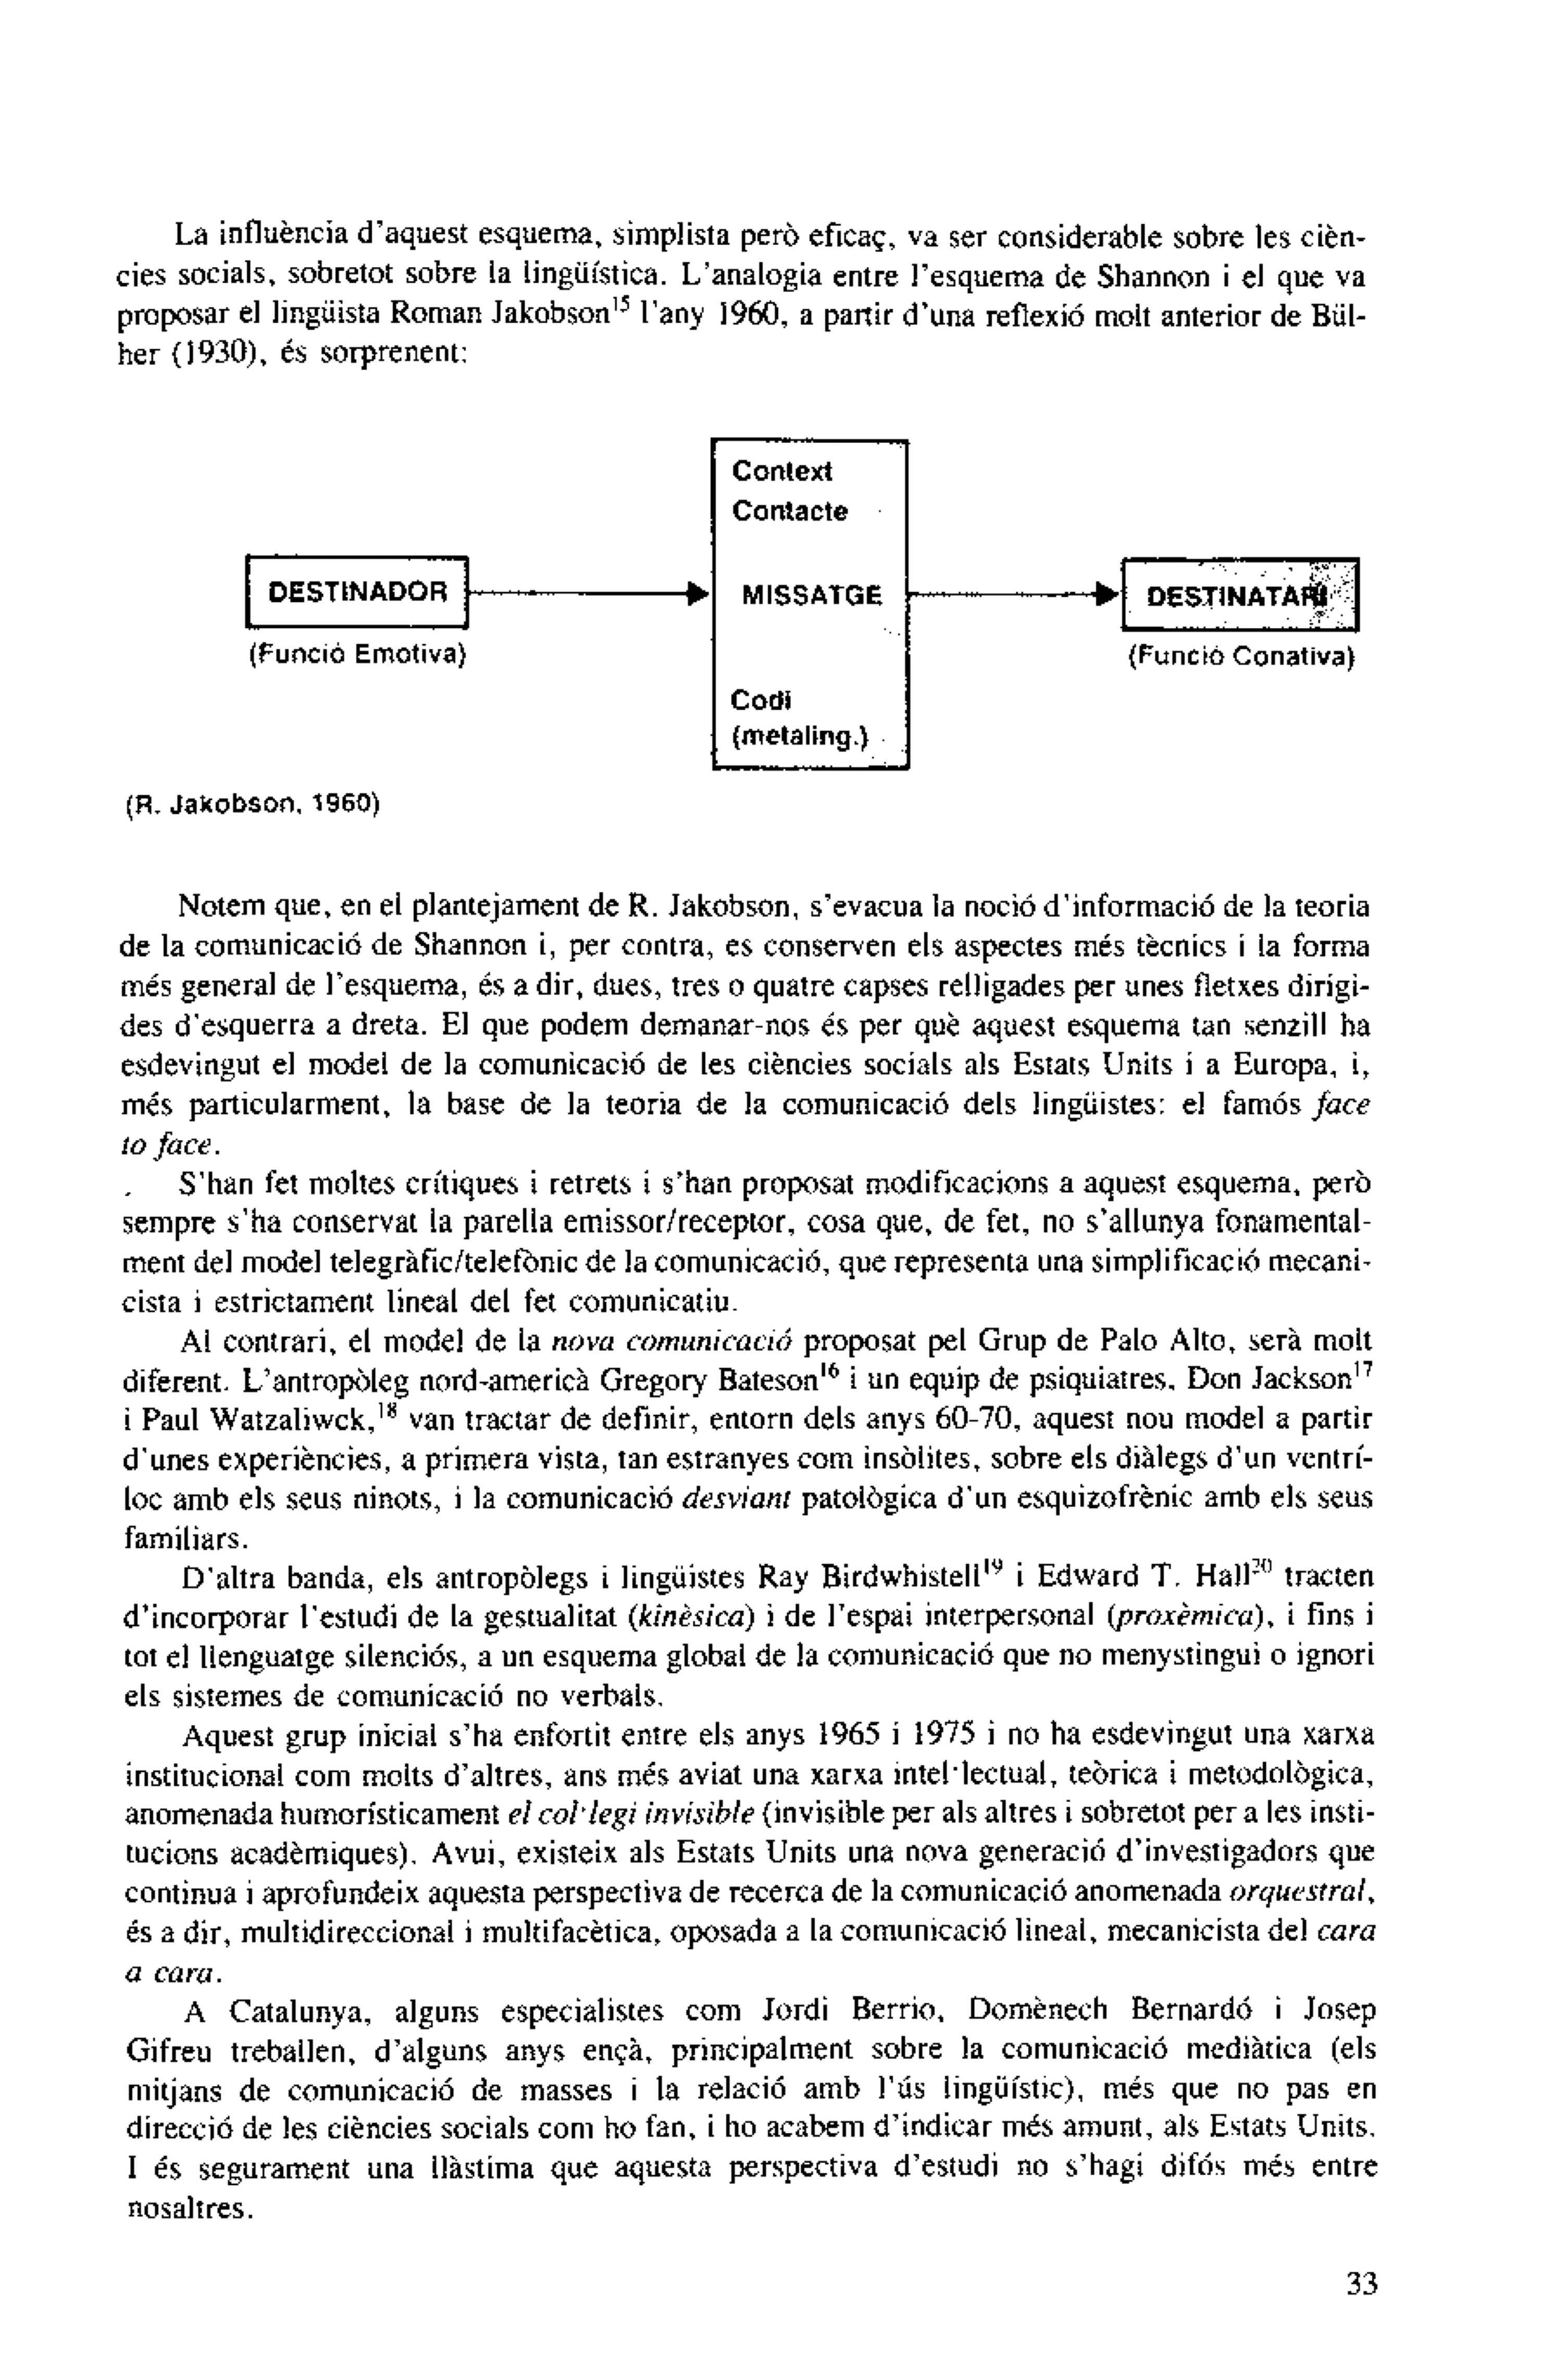 La influència d'aquest esquema, simplista però eficaç, va ser considerable sobre les cièn-
cies socials, sobretot sobre la lingüística. L'analogia entre l'esquema de Shannon i el que va
proposar el lingüista Roman Jakobson¹⁵ l'any 1960, a partir d'una reflexió molt anterior de Bül-
her (1930), és sorprenent:
Context
Contacte
DESTINADOR
MISSATGE
DESTINATARI
(Funció Emotiva)
(Funció Conativa)
Codi
(metaling.)
(R. Jakobson, 1960)
Notem que, en el plantejament de R. Jakobson, s'evacua la noció d'informació de la teoria
de la comunicació de Shannon i, per contra, es conserven els aspectes més tècnics i la forma
més general de l'esquema, és a dir, dues, tres o quatre capses relligades per unes fletxes dirigi-
des d'esquerra a dreta. El que podem demanar-nos és per què aquest esquema tan senzill ha
esdevingut el model de la comunicació de les ciències socials als Estats Units i a Europa, i,
més particularment, la base de la teoria de la comunicació dels lingüistes: el famós face
to face.
S'han fet moltes crítiques i retrets i s'han proposat modificacions a aquest esquema, però
sempre s'ha conservat la parella emissor/receptor, cosa que, de fet, no s'allunya fonamental-
ment del model telegràfic/telefònic de la comunicació, que representa una simplificació mecani-
cista i estrictament lineal del fet comunicatiu.
Al contrari, el model de la nova comunicació proposat pel Grup de Palo Alto, serà molt
diferent. L'antropòleg nord-americà Gregory Bateson¹⁶ i un equip de psiquiatres, Don Jackson¹⁷
i Paul Watzaliwck,¹⁸ van tractar de definir, entorn dels anys 60-70, aquest nou model a partir
d'unes experiències, a primera vista, tan estranyes com insòlites, sobre els diàlegs d'un ventrí-
loc amb els seus ninots, i la comunicació desviant patològica d'un esquizofrènic amb els seus
familiars.
D'altra banda, els antropòlegs i lingüistes Ray Birdwhistell¹⁹ i Edward T. Hall²⁰ tracten
d'incorporar l'estudi de la gestualitat (kinèsica) i de l'espai interpersonal (proxèmica), i fins i
tot el llenguatge silenciós, a un esquema global de la comunicació que no menystingui o ignori
els sistemes de comunicació no verbals.
Aquest grup inicial s'ha enfortit entre els anys 1965 i 1975 i no ha esdevingut una xarxa
institucional com molts d'altres, ans més aviat una xarxa intel·lectual, teòrica i metodològica,
anomenada humorísticament el col·legi invisible (invisible per als altres i sobretot per a les insti-
tucions acadèmiques). Avui, existeix als Estats Units una nova generació d'investigadors que
continua i aprofundeix aquesta perspectiva de recerca de la comunicació anomenada orquestral,
és a dir, multidireccional i multifacètica, oposada a la comunicació lineal, mecanicista del cara
a cara.
A Catalunya, alguns especialistes com Jordi Berrio, Domènech Bernardó i Josep
Gifreu treballen, d'alguns anys ençà, principalment sobre la comunicació mediàtica (els
mitjans de comunicació de masses i la relació amb l'ús lingüístic), més que no pas en
direcció de les ciències socials com ho fan, i ho acabem d'indicar més amunt, als Estats Units.
I és segurament una llàstima que aquesta perspectiva d'estudi no s'hagi difós més entre
nosaltres.
33